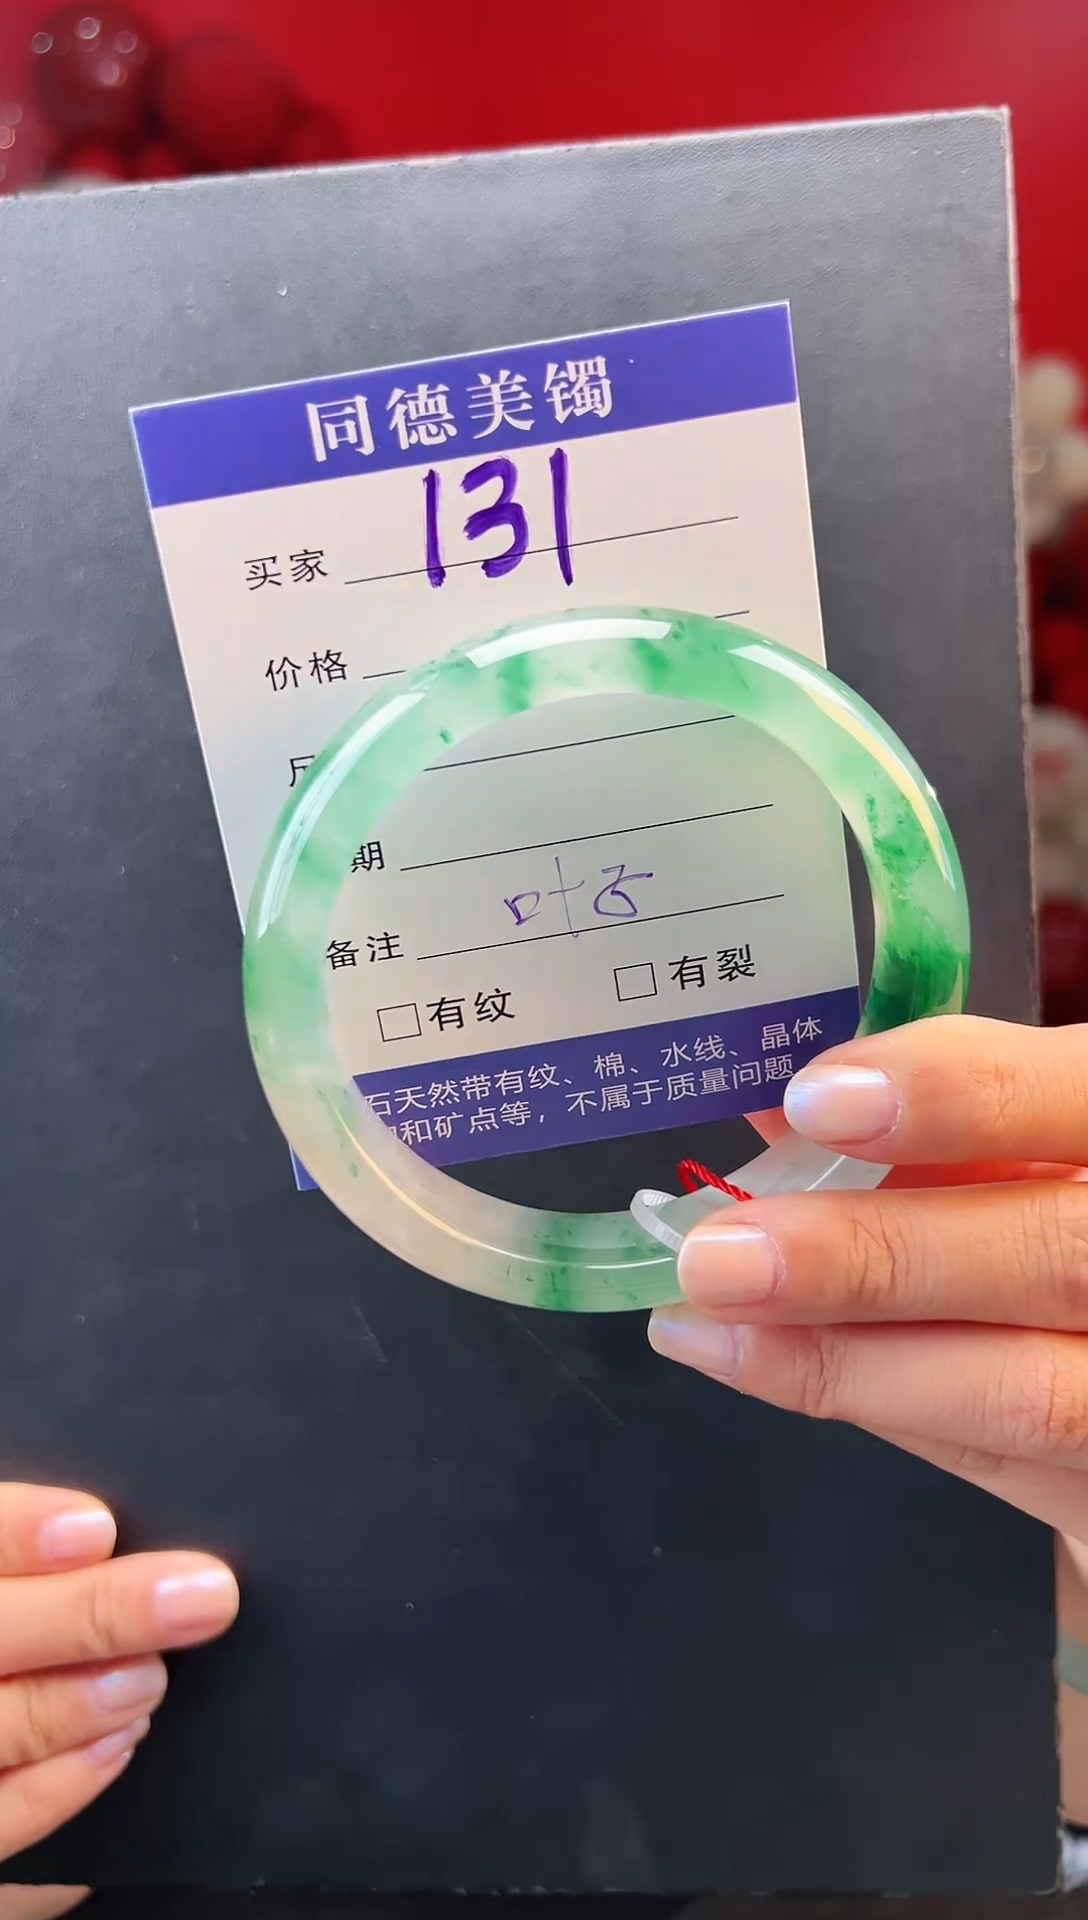 同德美镯
买家 131
价格
期
备注 叶子
有纹 有裂
石天然带有纹、棉、水线、晶体
和矿点等，不属于质量问题